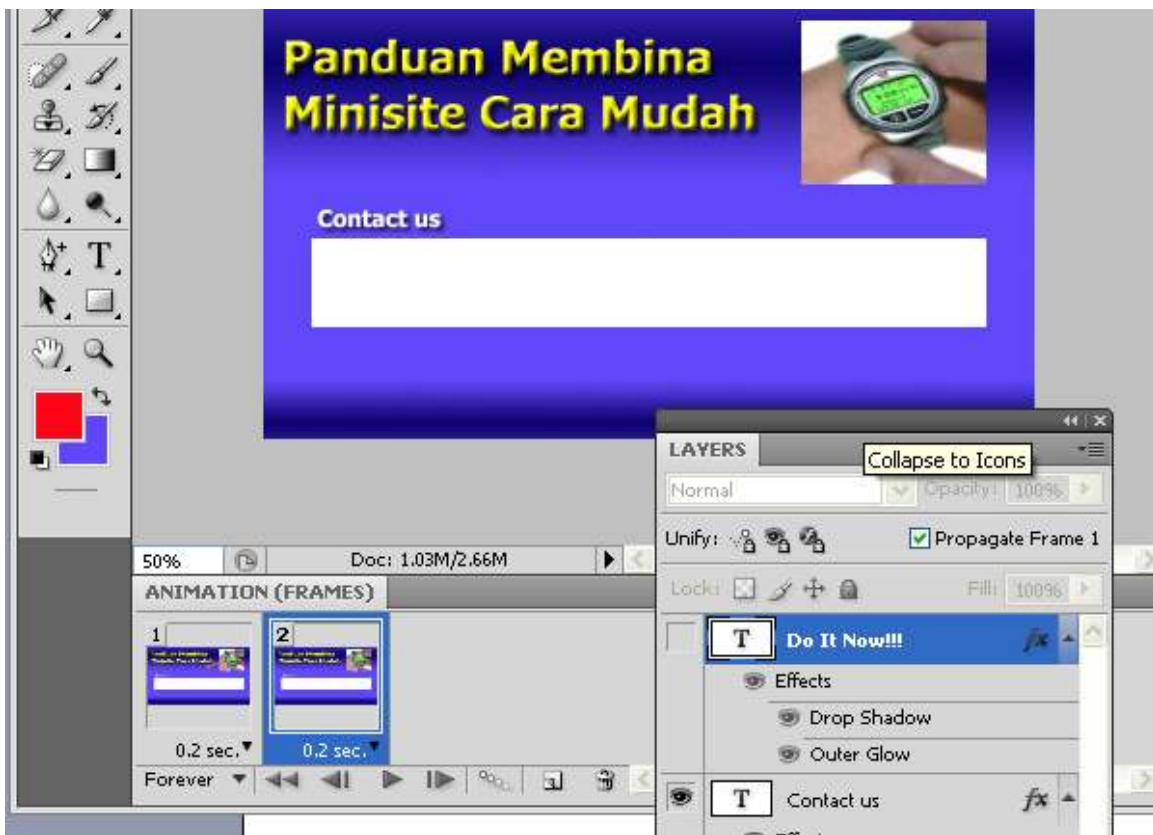 Panduan Membina
Minisite Cara Mudah
Contact us
LAYERS
Collapse to Icons
Normal
Opacity: 100%
Unify:
Propagate Frame 1
50%
Doc: 1.03M/2.66M
Lock:
Fill: 100%
ANIMATION (FRAMES)
1
2
T Do It Now!!! fx
Effects
Drop Shadow
Outer Glow
0.2 sec.
0.2 sec.
Forever
T Contact us fx